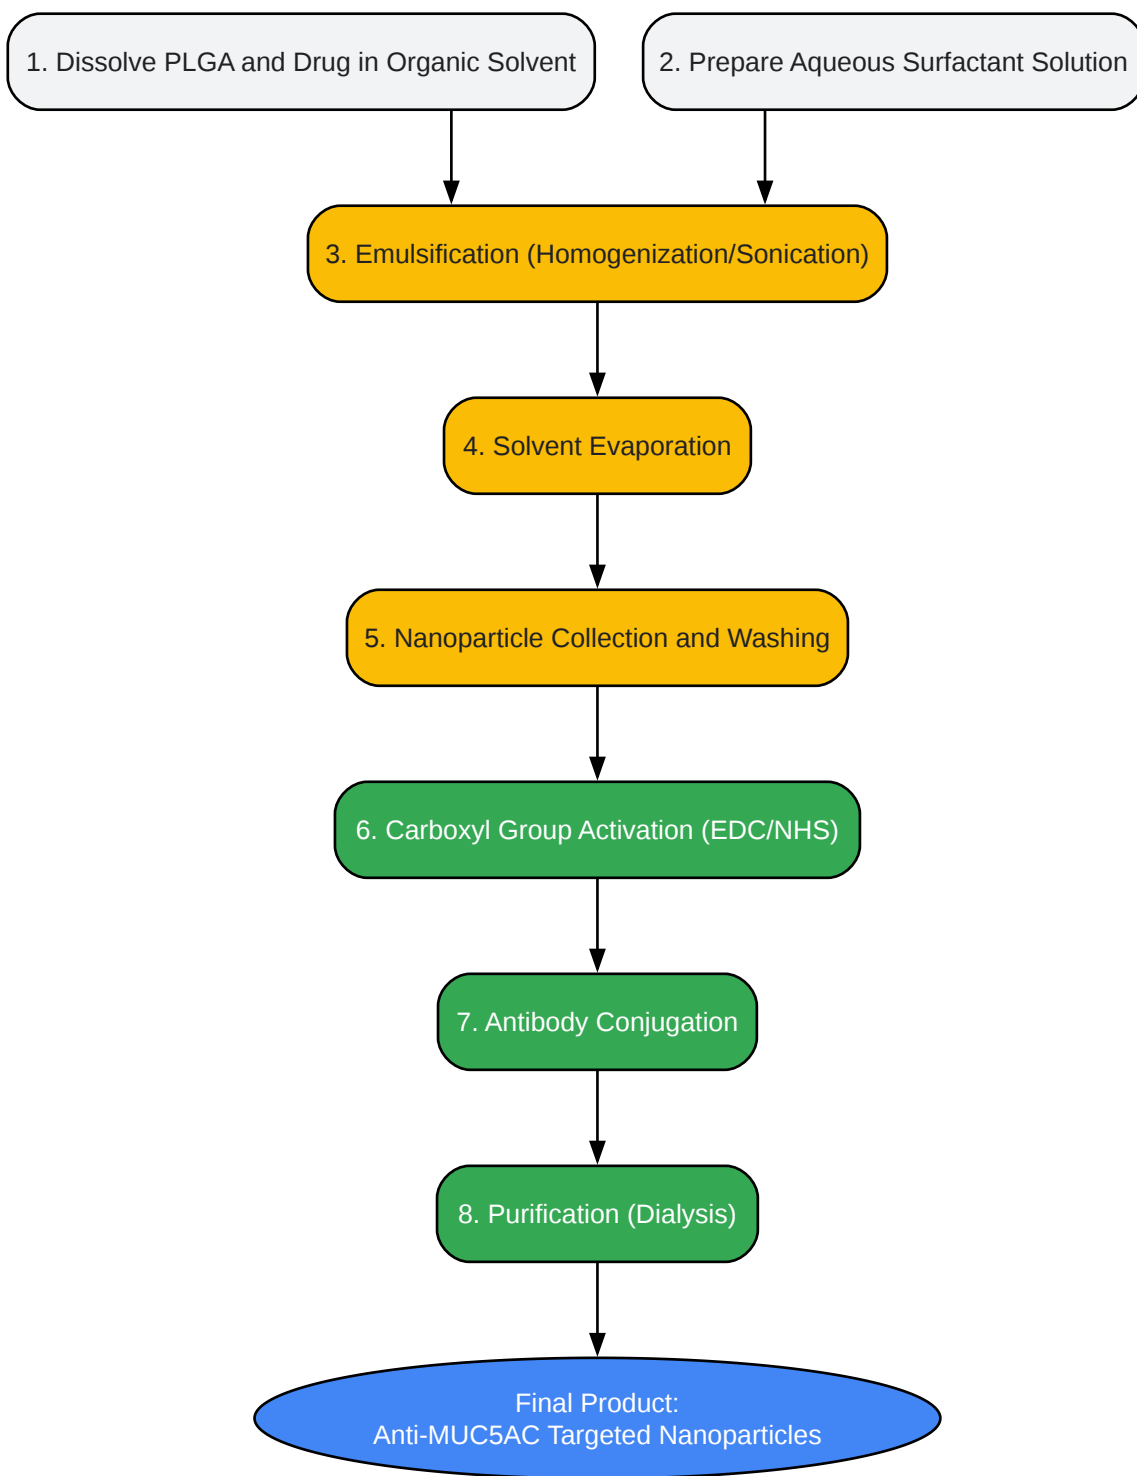 1. Dissolve PLGA and Drug in Organic Solvent
2. Prepare Aqueous Surfactant Solution
3. Emulsification (Homogenization/Sonication)
4. Solvent Evaporation
5. Nanoparticle Collection and Washing
6. Carboxyl Group Activation (EDC/NHS)
7. Antibody Conjugation
8. Purification (Dialysis)
Final Product:
Anti-MUC5AC Targeted Nanoparticles